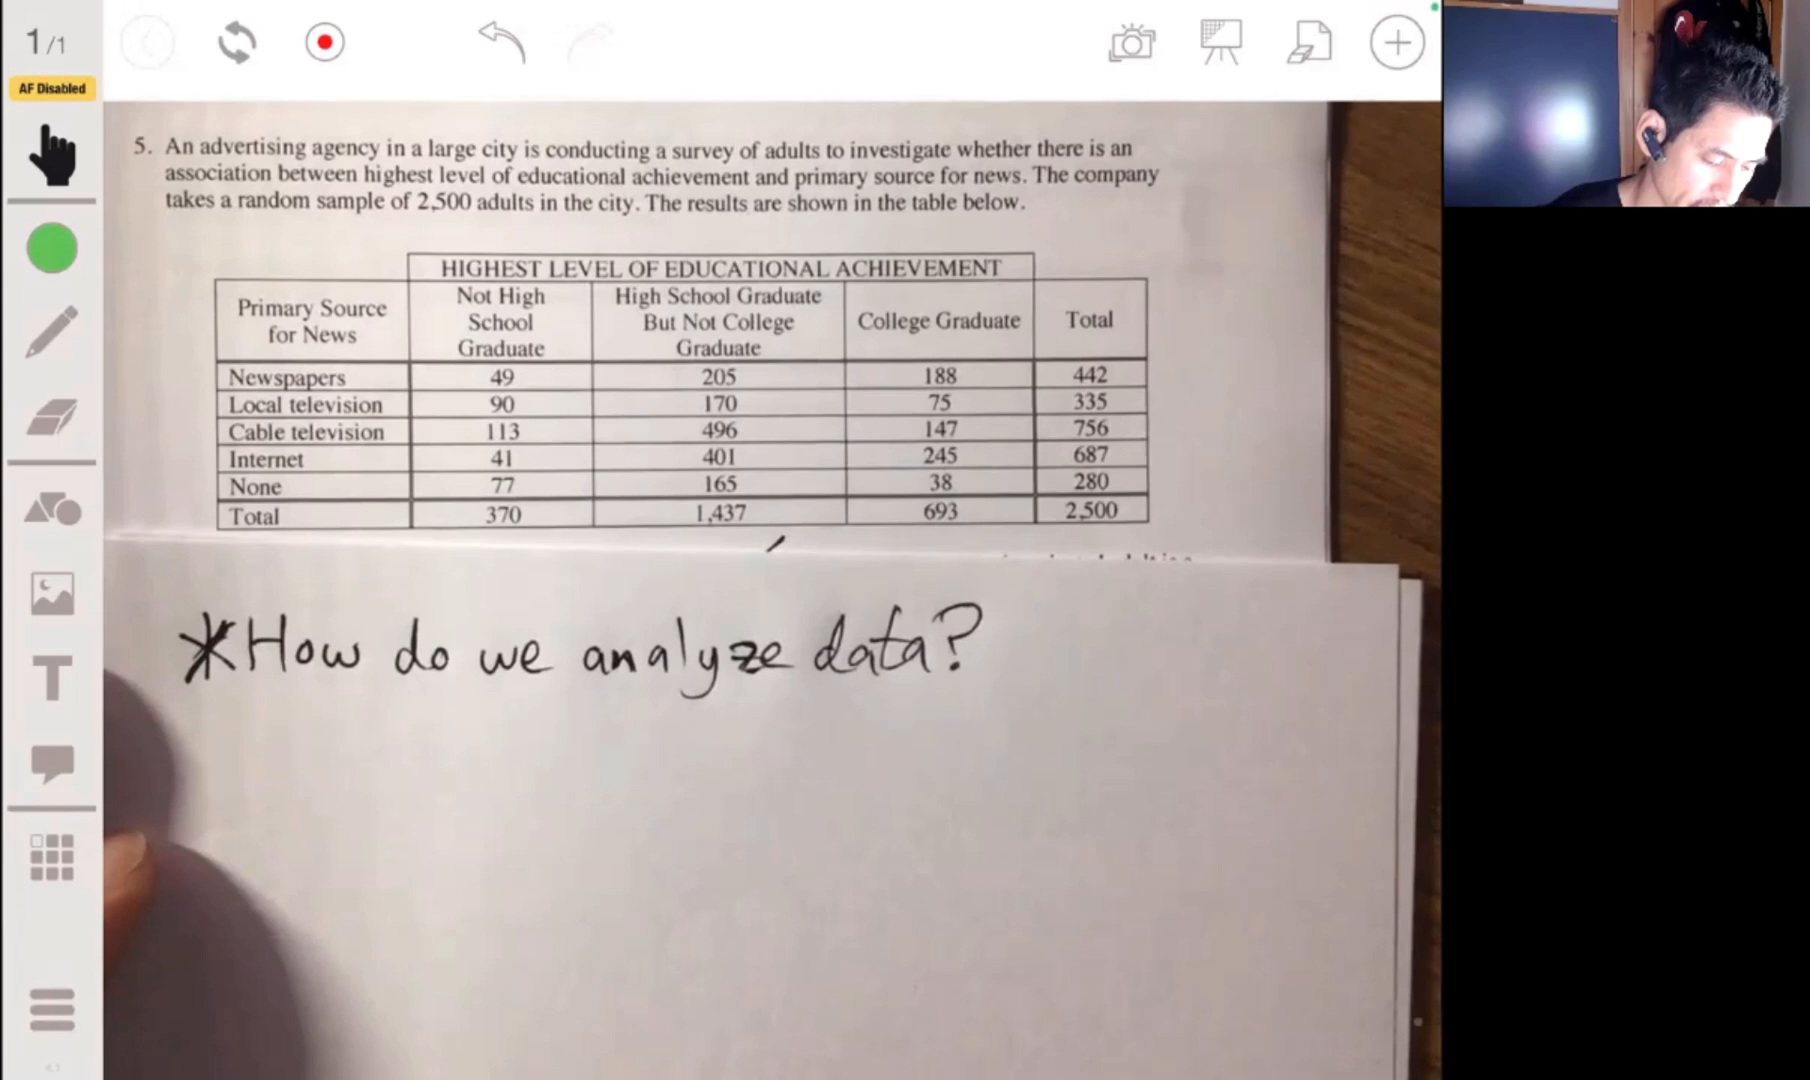 1/1
AF Disabled
5. An advertising agency in a large city is conducting a survey of adults to investigate whether there is an
association between highest level of educational achievement and primary source for news. The company
takes a random sample of 2,500 adults in the city. The results are shown in the table below.
HIGHEST LEVEL OF EDUCATIONAL ACHIEVEMENT
Primary Source for News Not High School Graduate High School Graduate But Not College Graduate College Graduate Total
Newspapers 49 205 188 442
Local television 90 170 75 335
Cable television 113 496 147 756
Internet 41 401 245 687
None 77 165 38 280
Total 370 1,437 693 2,500
*How do we analyze data?
T